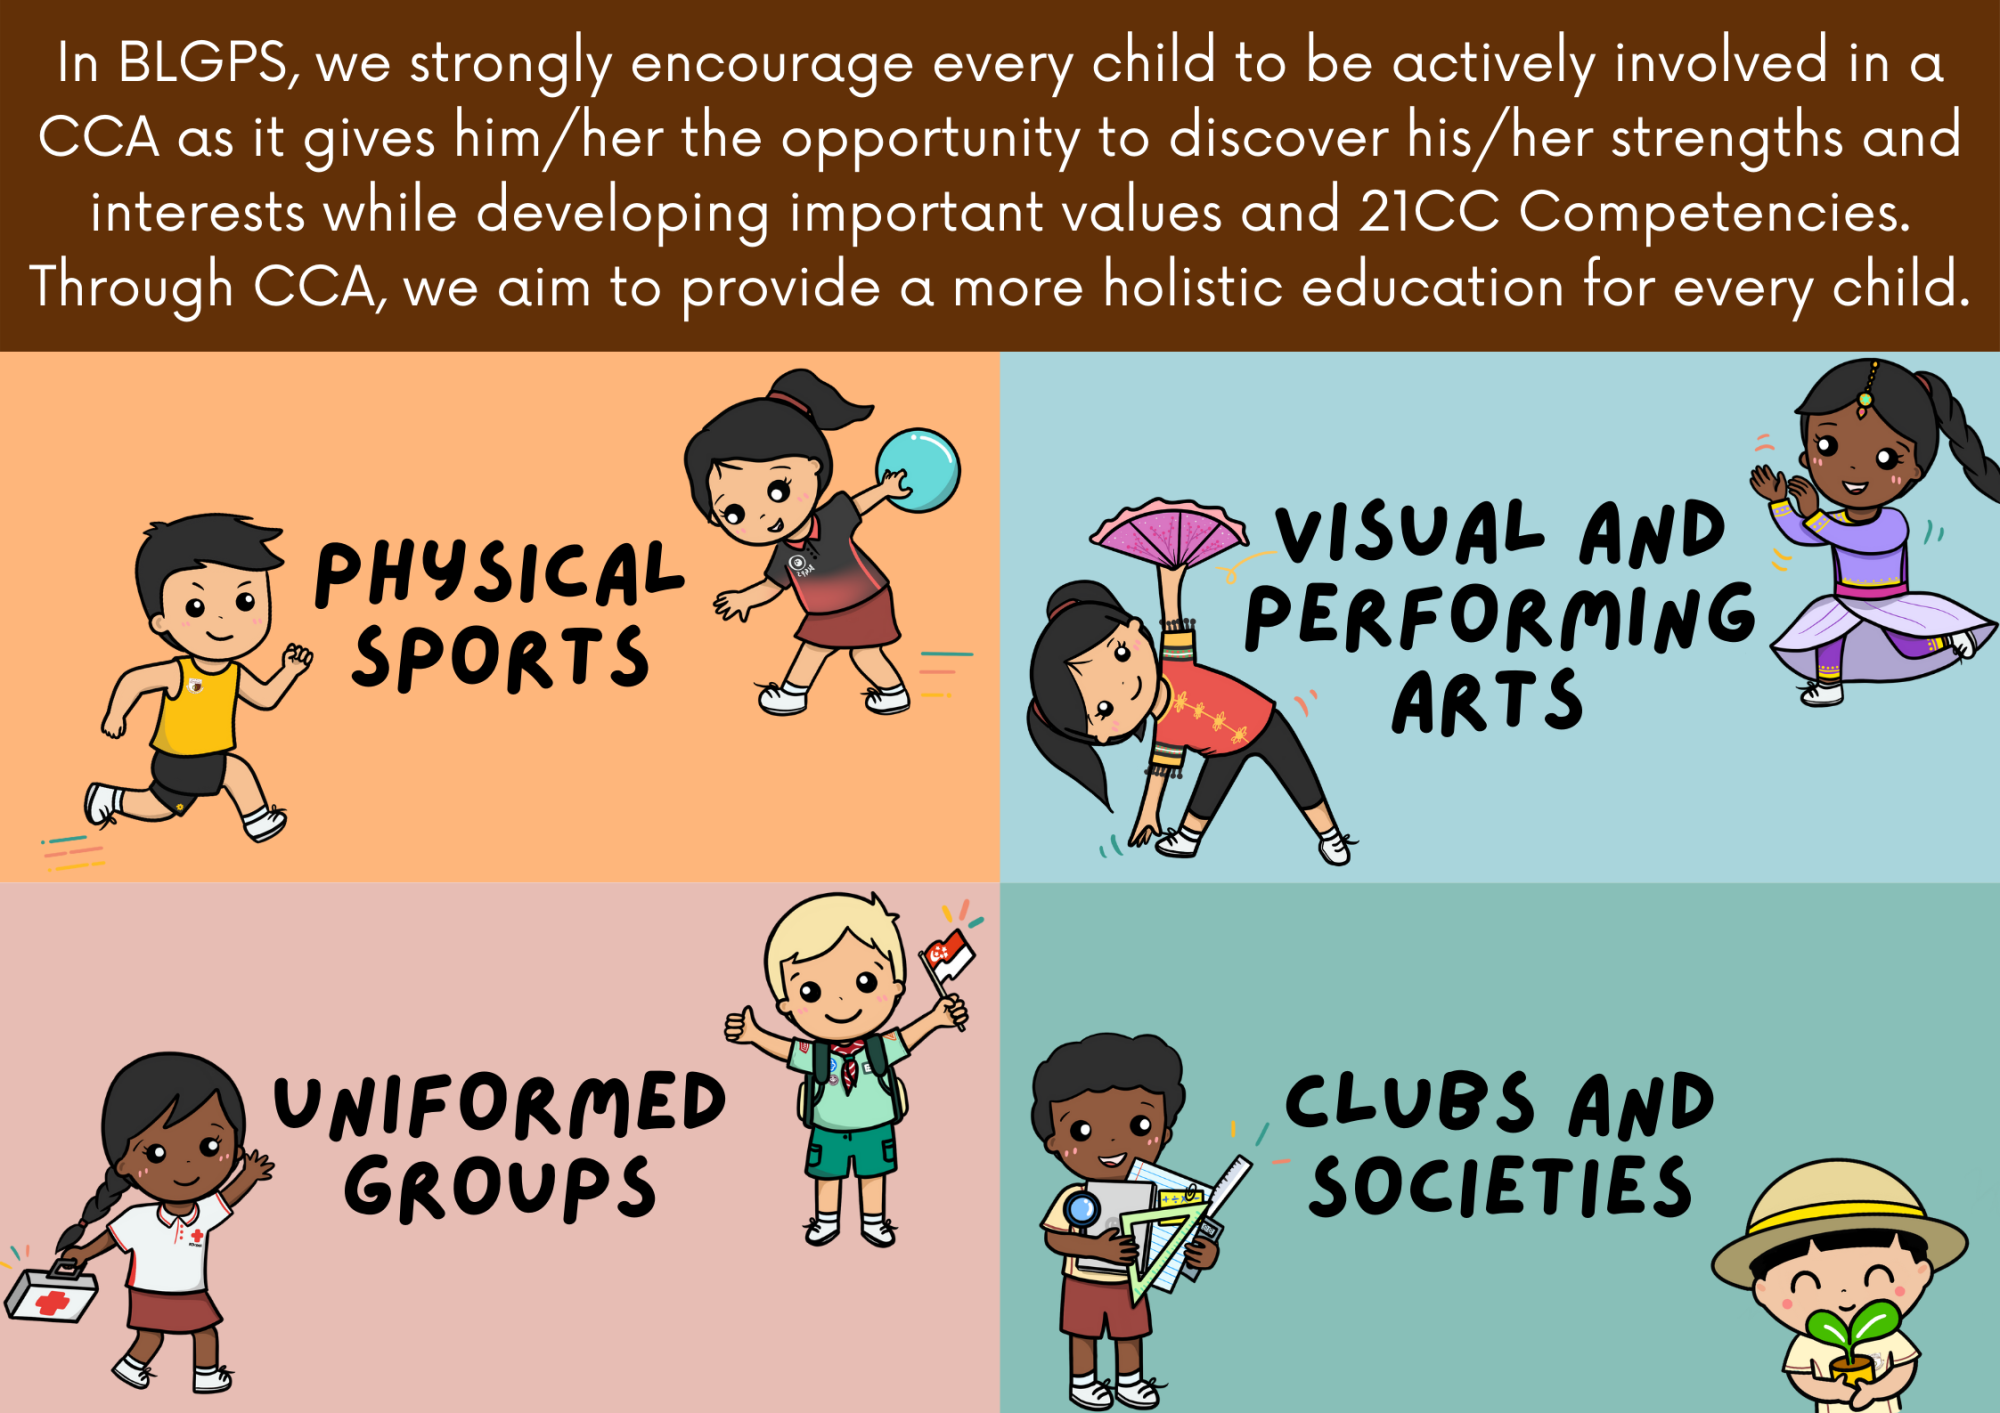 In BLGPS, we strongly encourage every child to be actively involved in a
CCA as it gives him/her the opportunity to discover his/her strengths and
interests while developing important values and 21CC Competencies.
Through CCA, we aim to provide a more holistic education for every child.
PHYSICAL
SPORTS
VISUAL AND
PERFORMING
ARTS
UNIFORMED
GROUPS
CLUBS AND
SOCIETIES